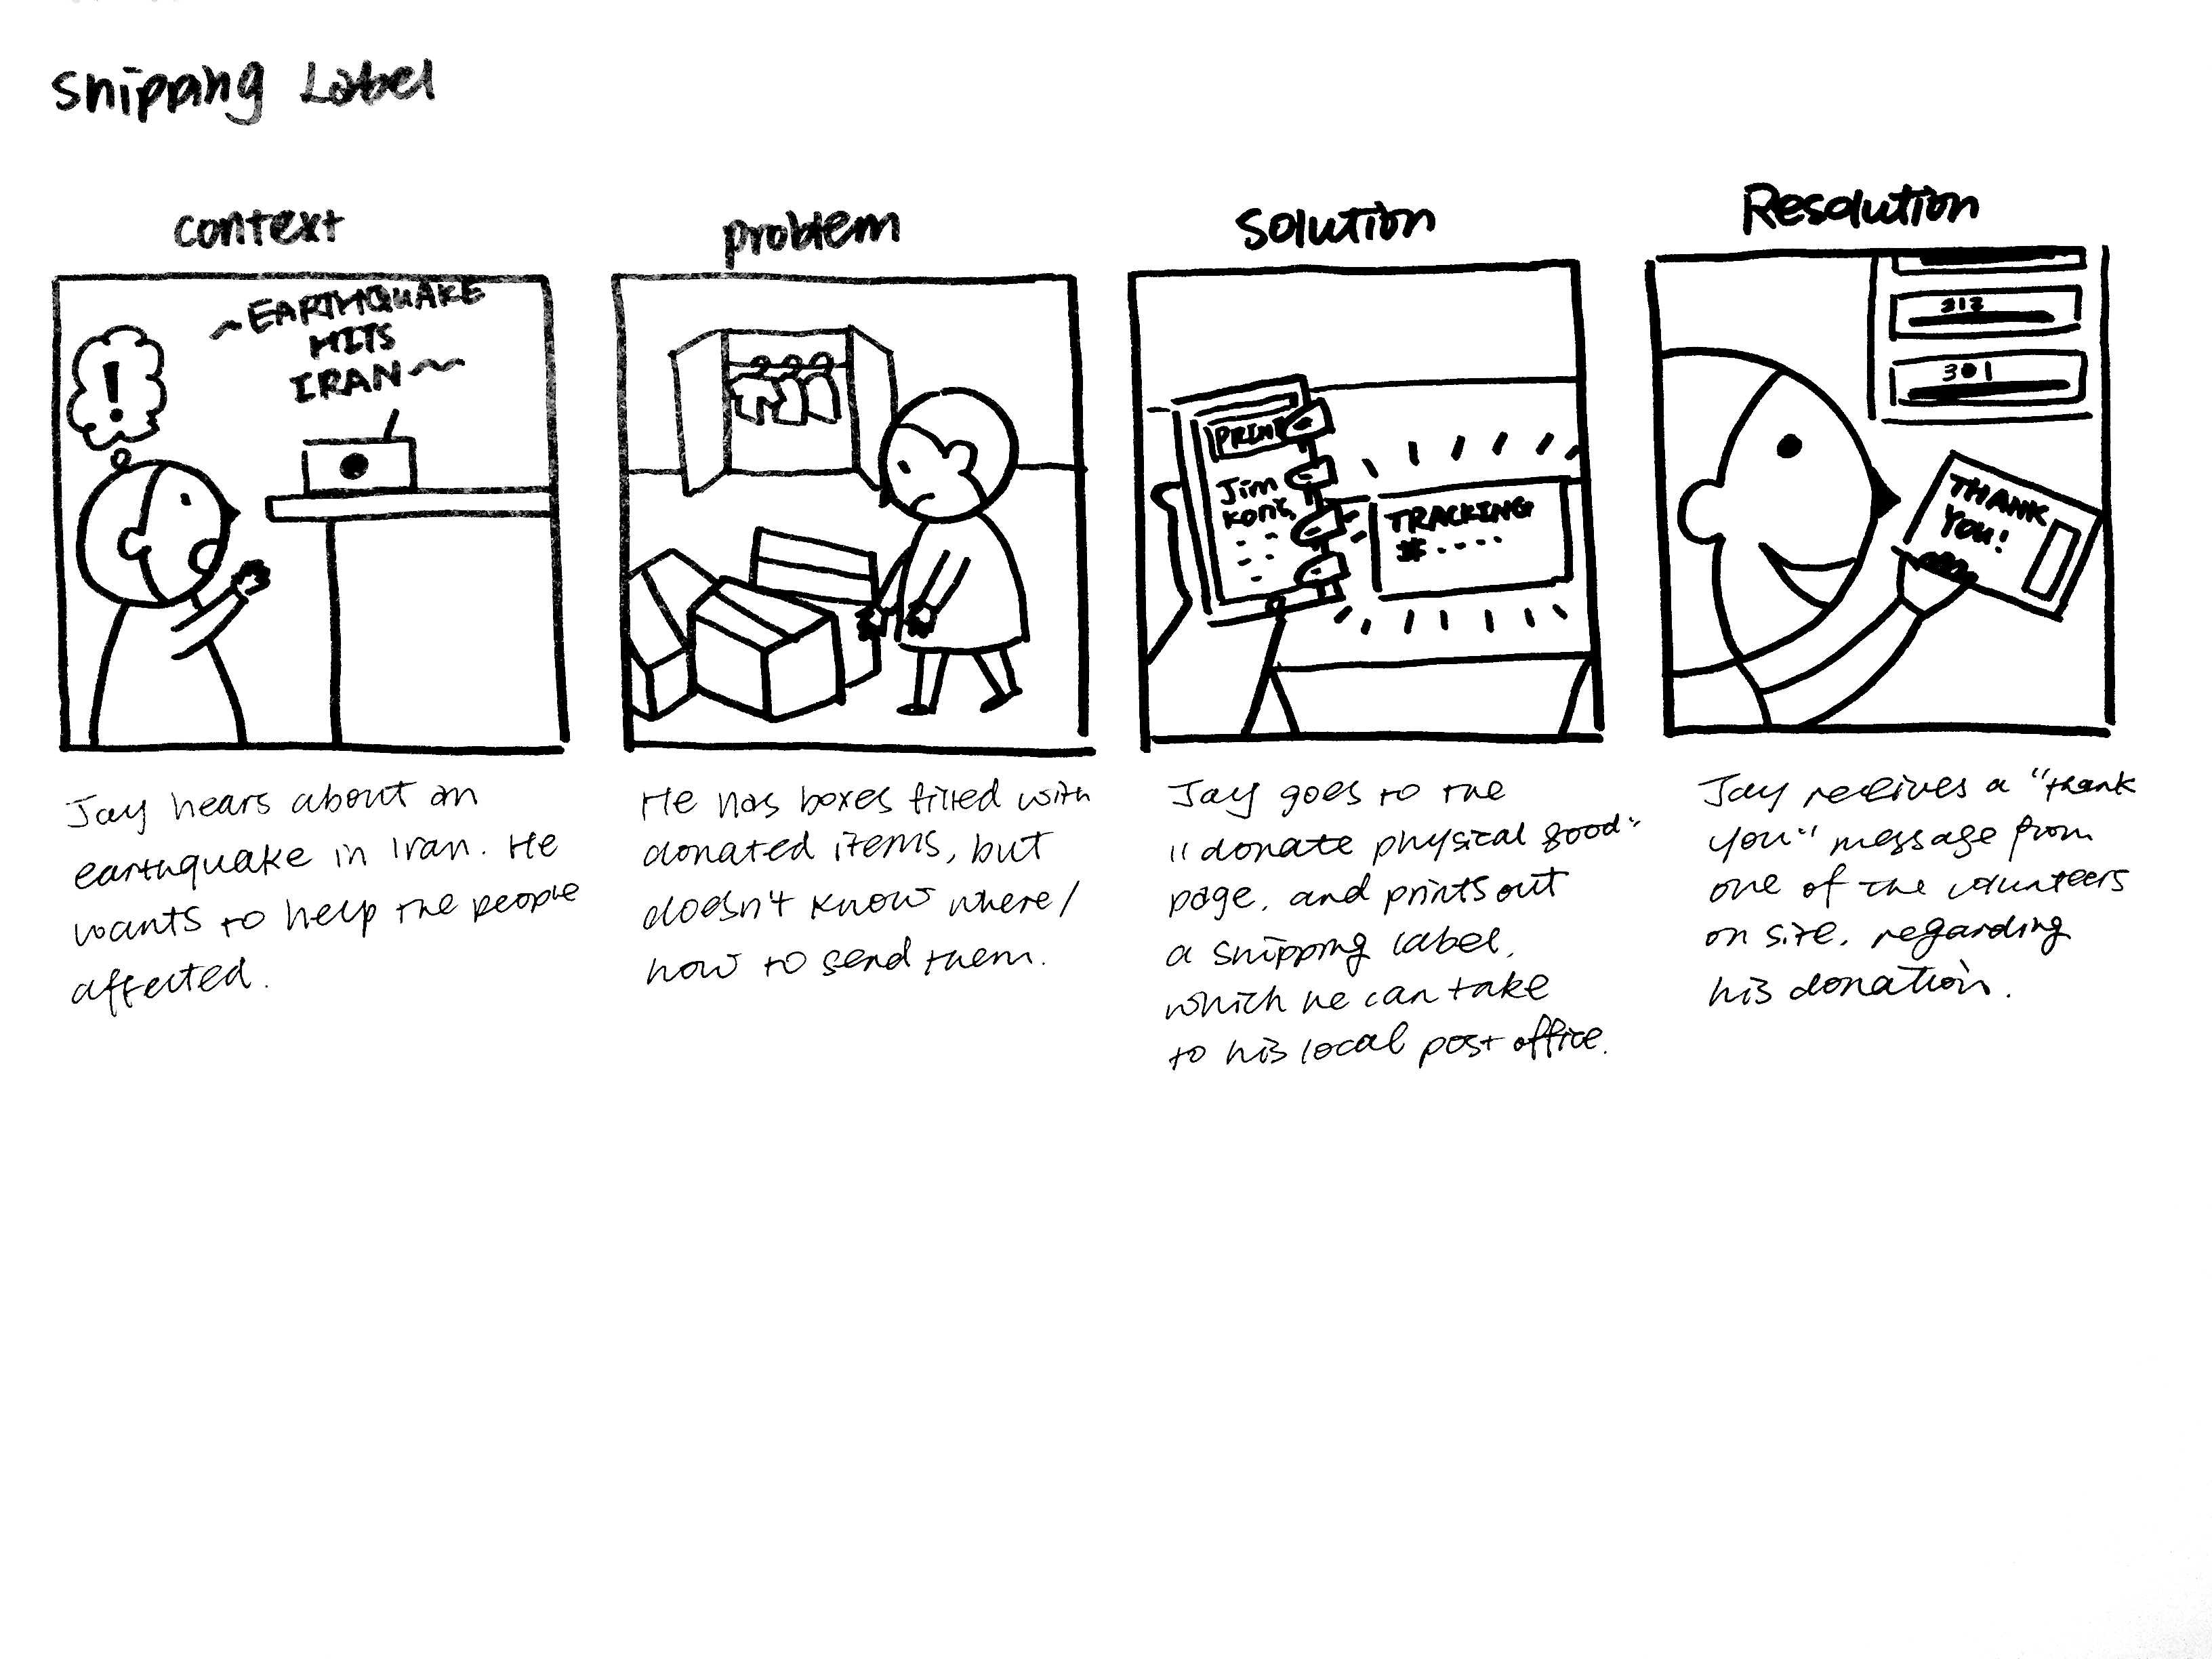 Shipping Label
context
~EARTHQUAKE
HITS
IRAN~
!
Jay hears about an
earthquake in Iran. He
wants to help the people
affected.
problem
He has boxes filled with
donated items, but
doesn't know where/
how to send them.
Solution
PRINT
Jim
TRACKING
#----
Jay goes to the
"donate physical good"
page, and prints out
a shipping label,
which he can take
to his local post office.
Resolution
312
301
THANK
YOU!
Jay receives a "thank
you" message from
one of the volunteers
on site, regarding
his donation.